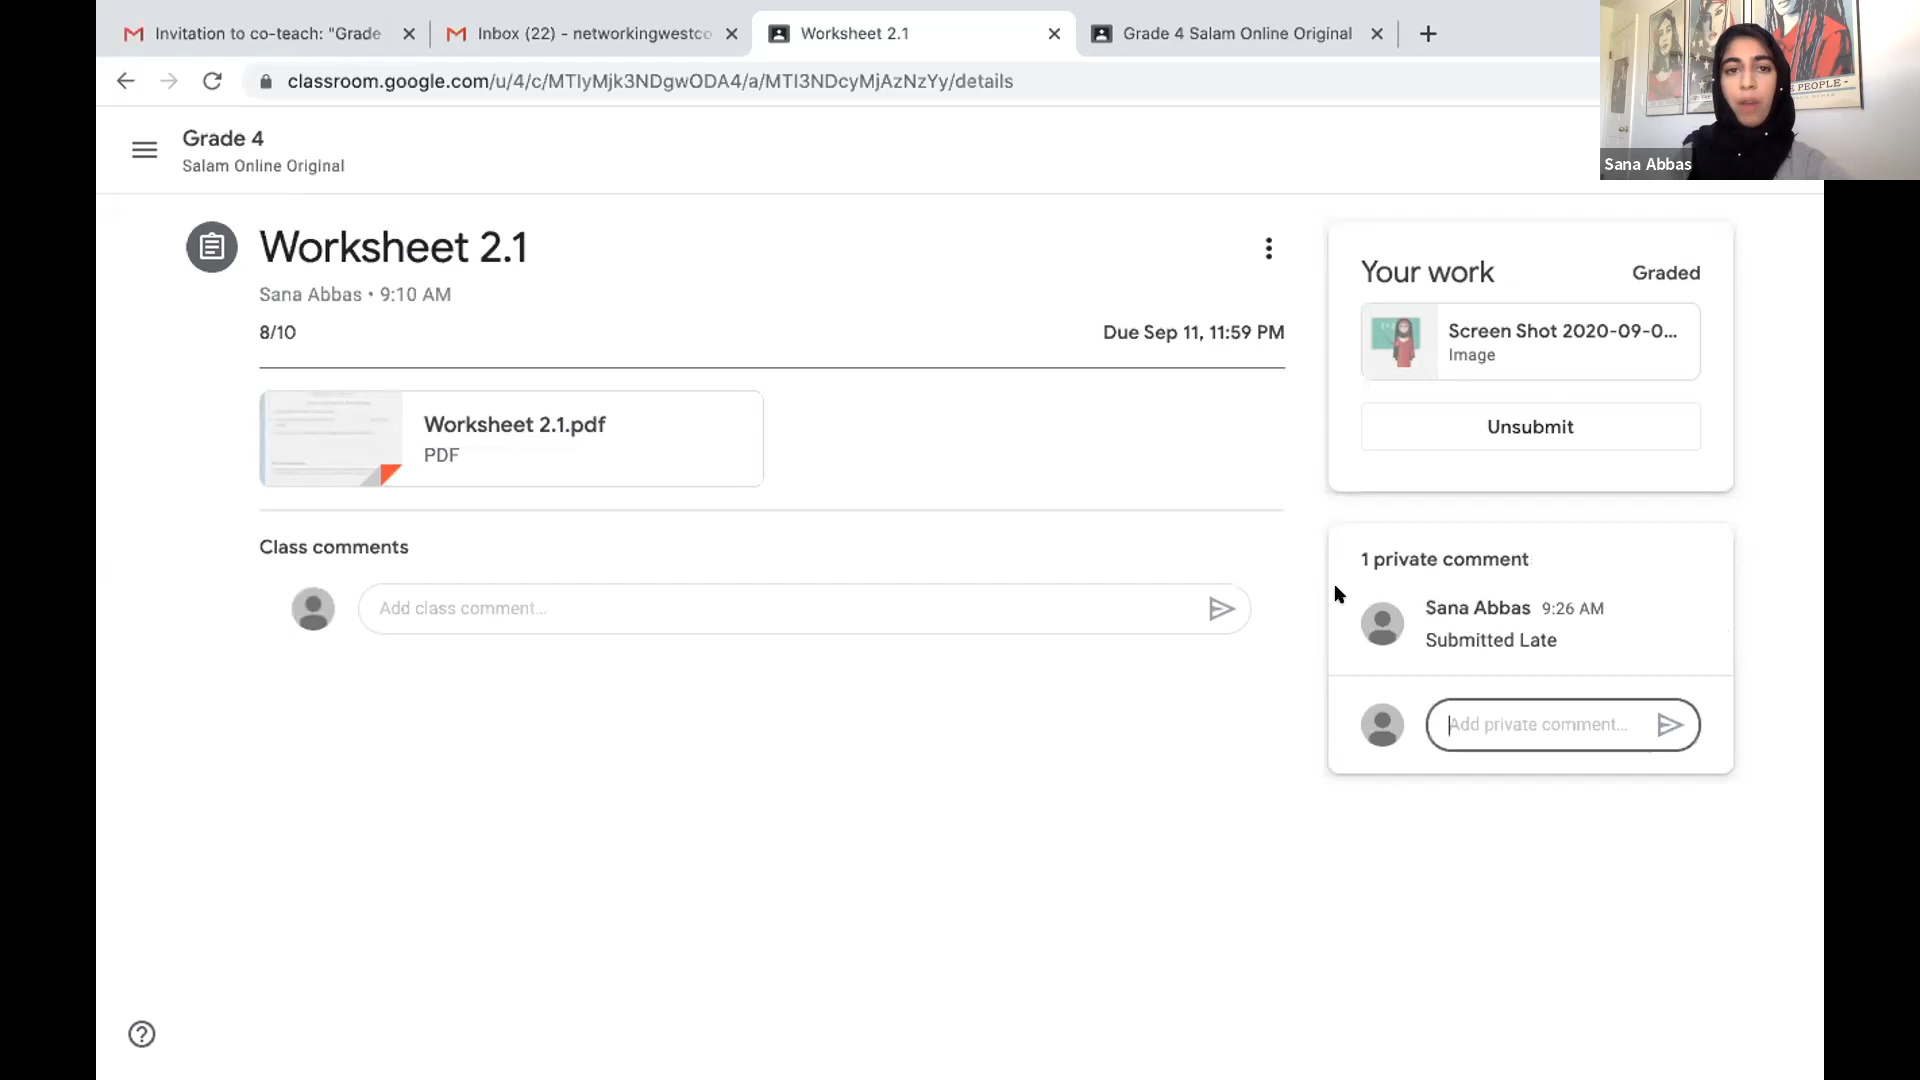 Invitation to co-teach: "Grade
Inbox (22) - networkingwestco
Worksheet 2.1
Grade 4 Salam Online Original
classroom.google.com/u/4/c/MTIyMjk3NDgwODA4/a/MTI3NDcyMjAzNzYy/details
E PEOPLE -
Sana Abbas
Grade 4
Salam Online Original
Worksheet 2.1
Sana Abbas • 9:10 AM
8/10
Due Sep 11, 11:59 PM
Worksheet 2.1.pdf
PDF
Class comments
Add class comment...
Your work
Graded
Screen Shot 2020-09-0...
Image
Unsubmit
1 private comment
Sana Abbas 9:26 AM
Submitted Late
Add private comment...